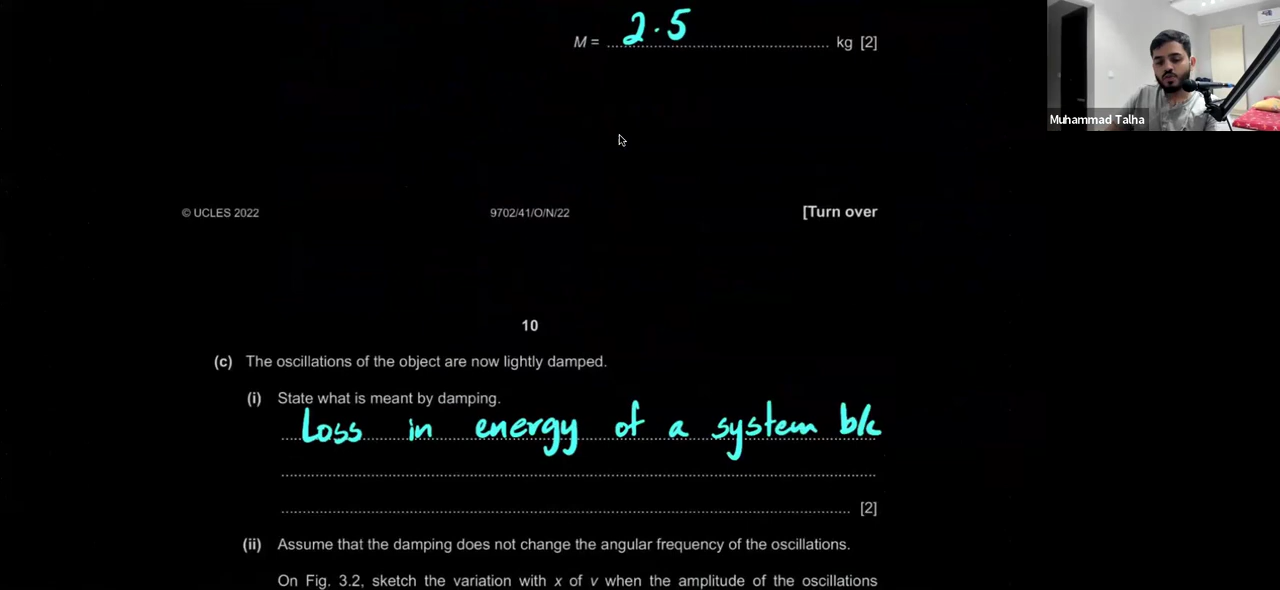 M = 2.5 kg [2]
Muhammad Talha
© UCLES 2022 9702/41/O/N/22 [Turn over
10
(c) The oscillations of the object are now lightly damped.
(i) State what is meant by damping.
Loss in energy of a system b/c
[2]
(ii) Assume that the damping does not change the angular frequency of the oscillations.
On Fig. 3.2, sketch the variation with x of v when the amplitude of the oscillations